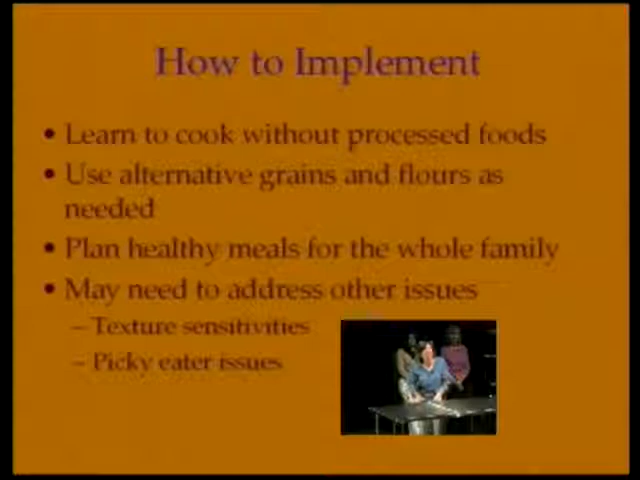 How to Implement
• Learn to cook without processed foods
• Use alternative grains and flours as
needed
• Plan healthy meals for the whole family
• May need to address other issues
– Texture sensitivities
– Picky eater issues